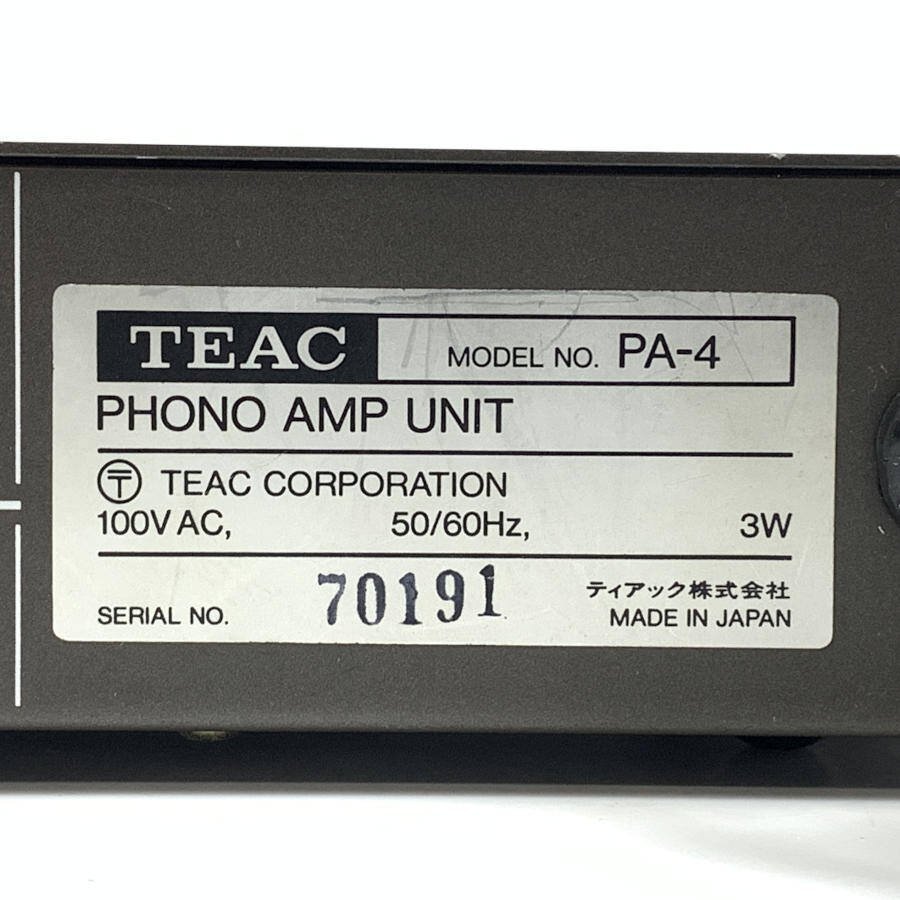 TEAC MODEL NO. PA-4
PHONO AMP UNIT
〒 TEAC CORPORATION
100V AC, 50/60Hz, 3W
SERIAL NO. 70191
ティアック株式会社
MADE IN JAPAN